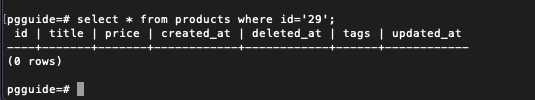 [pgguide=# select * from products where id='29';
 id | title | price | created_at | deleted_at | tags | updated_at
----+-------+-------+------------+------------+------+------------
(0 rows)
pgguide=#